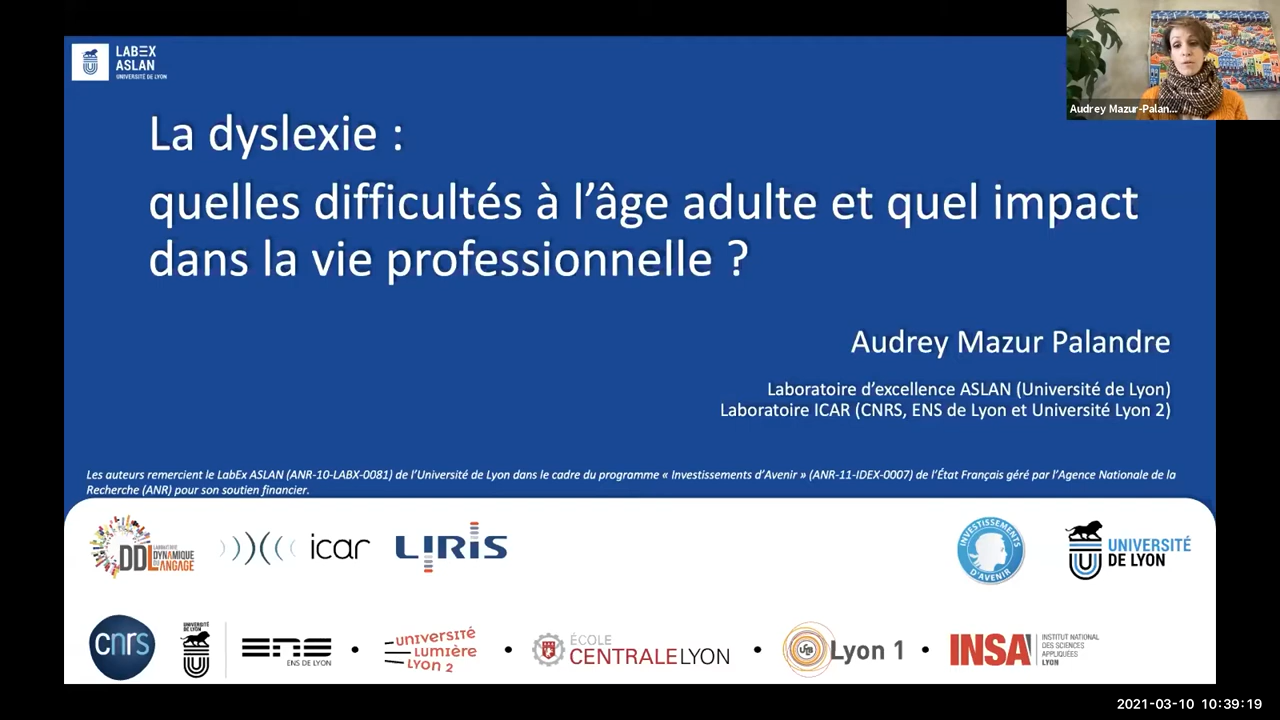 LABEX
ASLAN
UNIVERSITÉ DE LYON
Audrey Mazur-Palan...
La dyslexie :
quelles difficultés à l’âge adulte et quel impact
dans la vie professionnelle ?
Audrey Mazur Palandre
Laboratoire d’excellence ASLAN (Université de Lyon)
Laboratoire ICAR (CNRS, ENS de Lyon et Université Lyon 2)
Les auteurs remercient le LabEx ASLAN (ANR-10-LABX-0081) de l’Université de Lyon dans le cadre du programme « Investissements d’Avenir » (ANR-11-IDEX-0007) de l’État Français géré par l’Agence Nationale de la
Recherche (ANR) pour son soutien financier.
DDL
LABORATOIRE
DYNAMIQUE
DU LANGAGE
icar
LIRIS
INVESTISSEMENTS
D'AVENIR
UNIVERSITÉ
DE LYON
cnrs
UNIVERSITÉ
DE LYON
ENS
ENS DE LYON
UNIVERSITÉ
LUMIÈRE
LYON 2
ÉCOLE
CENTRALELYON
UCB
Lyon 1
INSA
INSTITUT NATIONAL
DES SCIENCES
APPLIQUÉES
LYON
2021-03-10 10:39:19